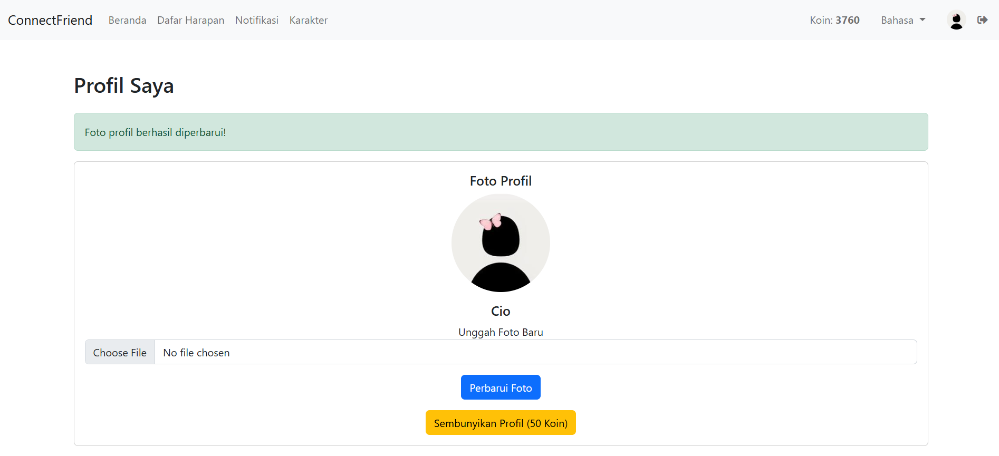 ConnectFriend Beranda Dafar Harapan Notifikasi Karakter Koin: 3760 Bahasa
Profil Saya
Foto profil berhasil diperbarui!
Foto Profil
Cio
Unggah Foto Baru
Choose File No file chosen
Perbarui Foto
Sembunyikan Profil (50 Koin)